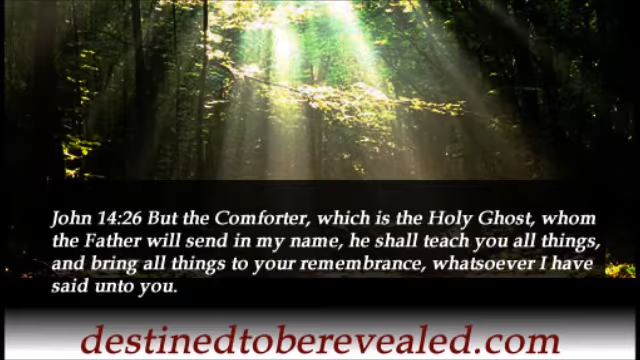 John 14:26 But the Comforter, which is the Holy Ghost, whom
the Father will send in my name, he shall teach you all things,
and bring all things to your remembrance, whatsoever I have
said unto you.
destinedtoberevealed.com